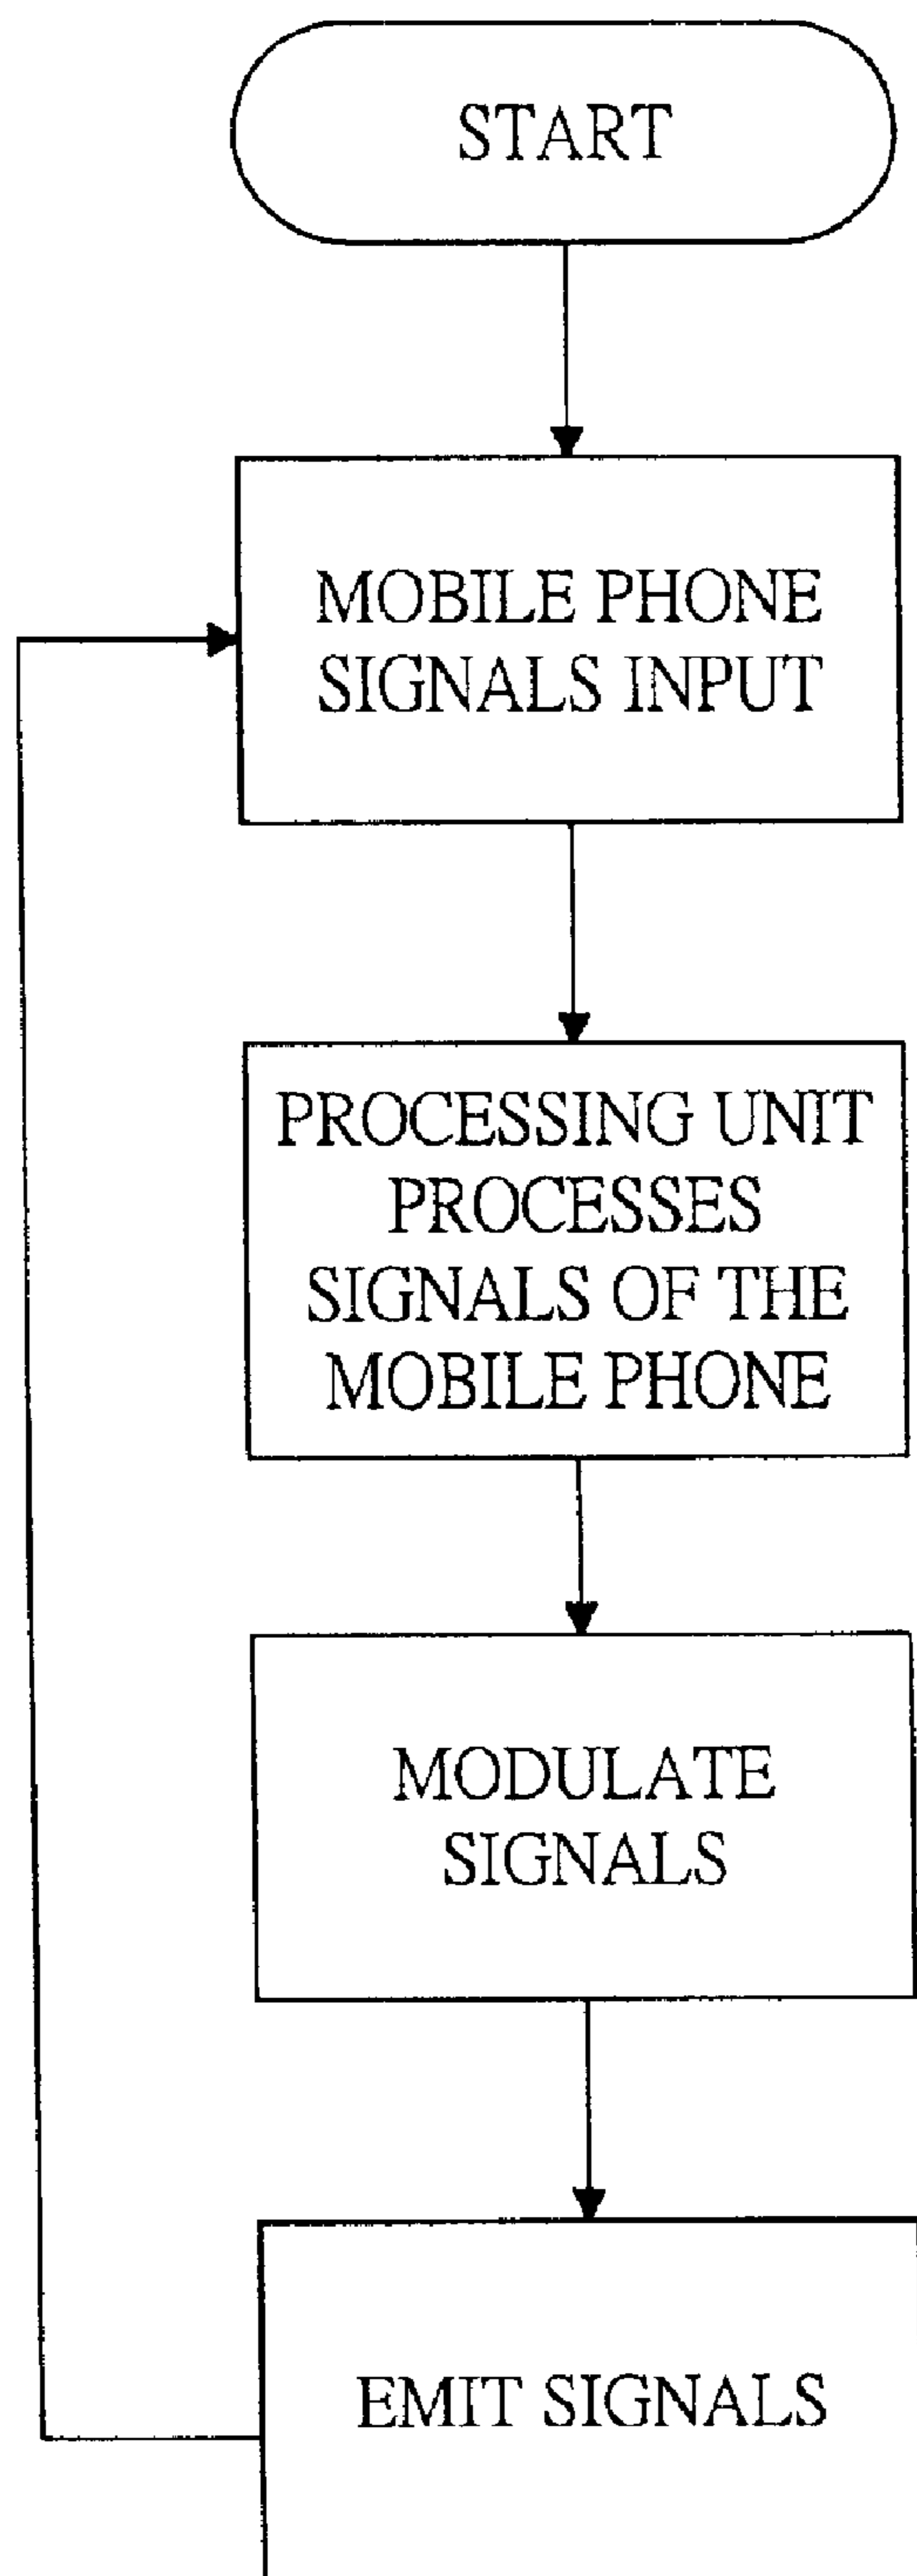 START
MOBILE PHONE
SIGNALS INPUT
PROCESSING UNIT
PROCESSES
SIGNALS OF THE
MOBILE PHONE
MODULATE
SIGNALS
EMIT SIGNALS